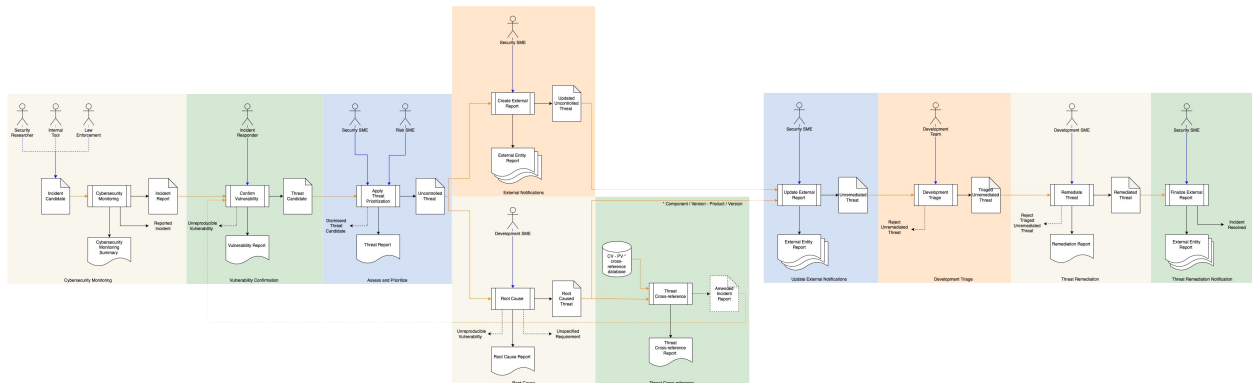 Security SME
Create External
Report
Updated
Uncontrolled
Threat
External Entity
Report
External Notifications
Security
Researcher
Internal
Tool
Law
Enforcement
Incident
Candidate
Cybersecurity
Monitoring
Incident
Report
Reported
Incident
Cybersecurity
Monitoring
Summary
Cybersecurity Monitoring
Incident
Responder
Confirm
Vulnerability
Threat
Candidate
Unreproducible
Vulnerability
Vulnerability Report
Vulnerability Confirmation
Security SME
Risk SME
Apply
Threat
Prioritization
Uncontrolled
Threat
Dismissed
Threat
Candidate
Threat Report
Assess and Prioritize
Development SME
Root Cause
Root
Caused
Threat
Unreproducible
Vulnerability
Unspecified
Requirement
Root Cause Report
Root Cause
* Component / Version - Product / Version
CV - PV *
cross-
reference
database
Threat
Cross-reference
Amended
Incident
Report
Threat
Cross-reference
Report
Threat Cross-reference
Security SME
Update External
Report
Unremediated
Threat
External Entity
Report
Update External Notifications
Development
Team
Development
Triage
Triaged
Unremediated
Threat
Reject
Unremediated
Threat
Development Triage
Development SME
Remediate
Threat
Remediated
Threat
Reject
Triaged
Unremediated
Threat
Remediation Report
Threat Remediation
Security SME
Finalize External
Report
Incident
Resolved
External Entity
Report
Threat Remediation Notification